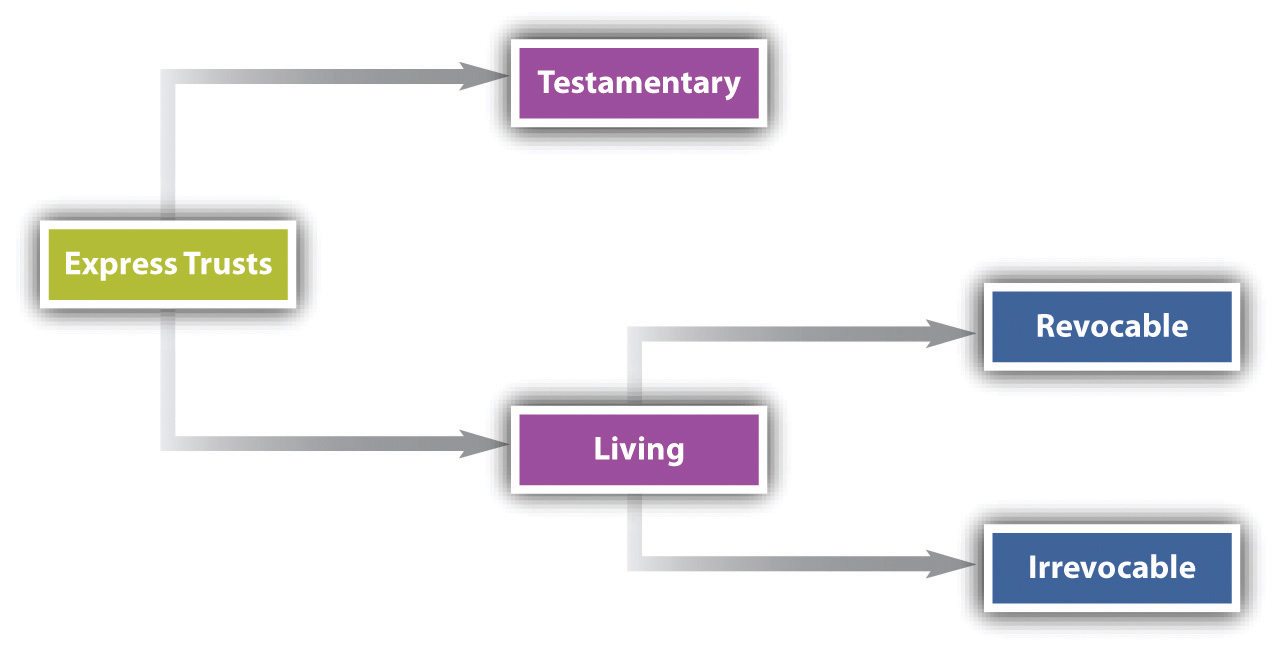 Testamentary
Express Trusts
Revocable
Living
Irrevocable